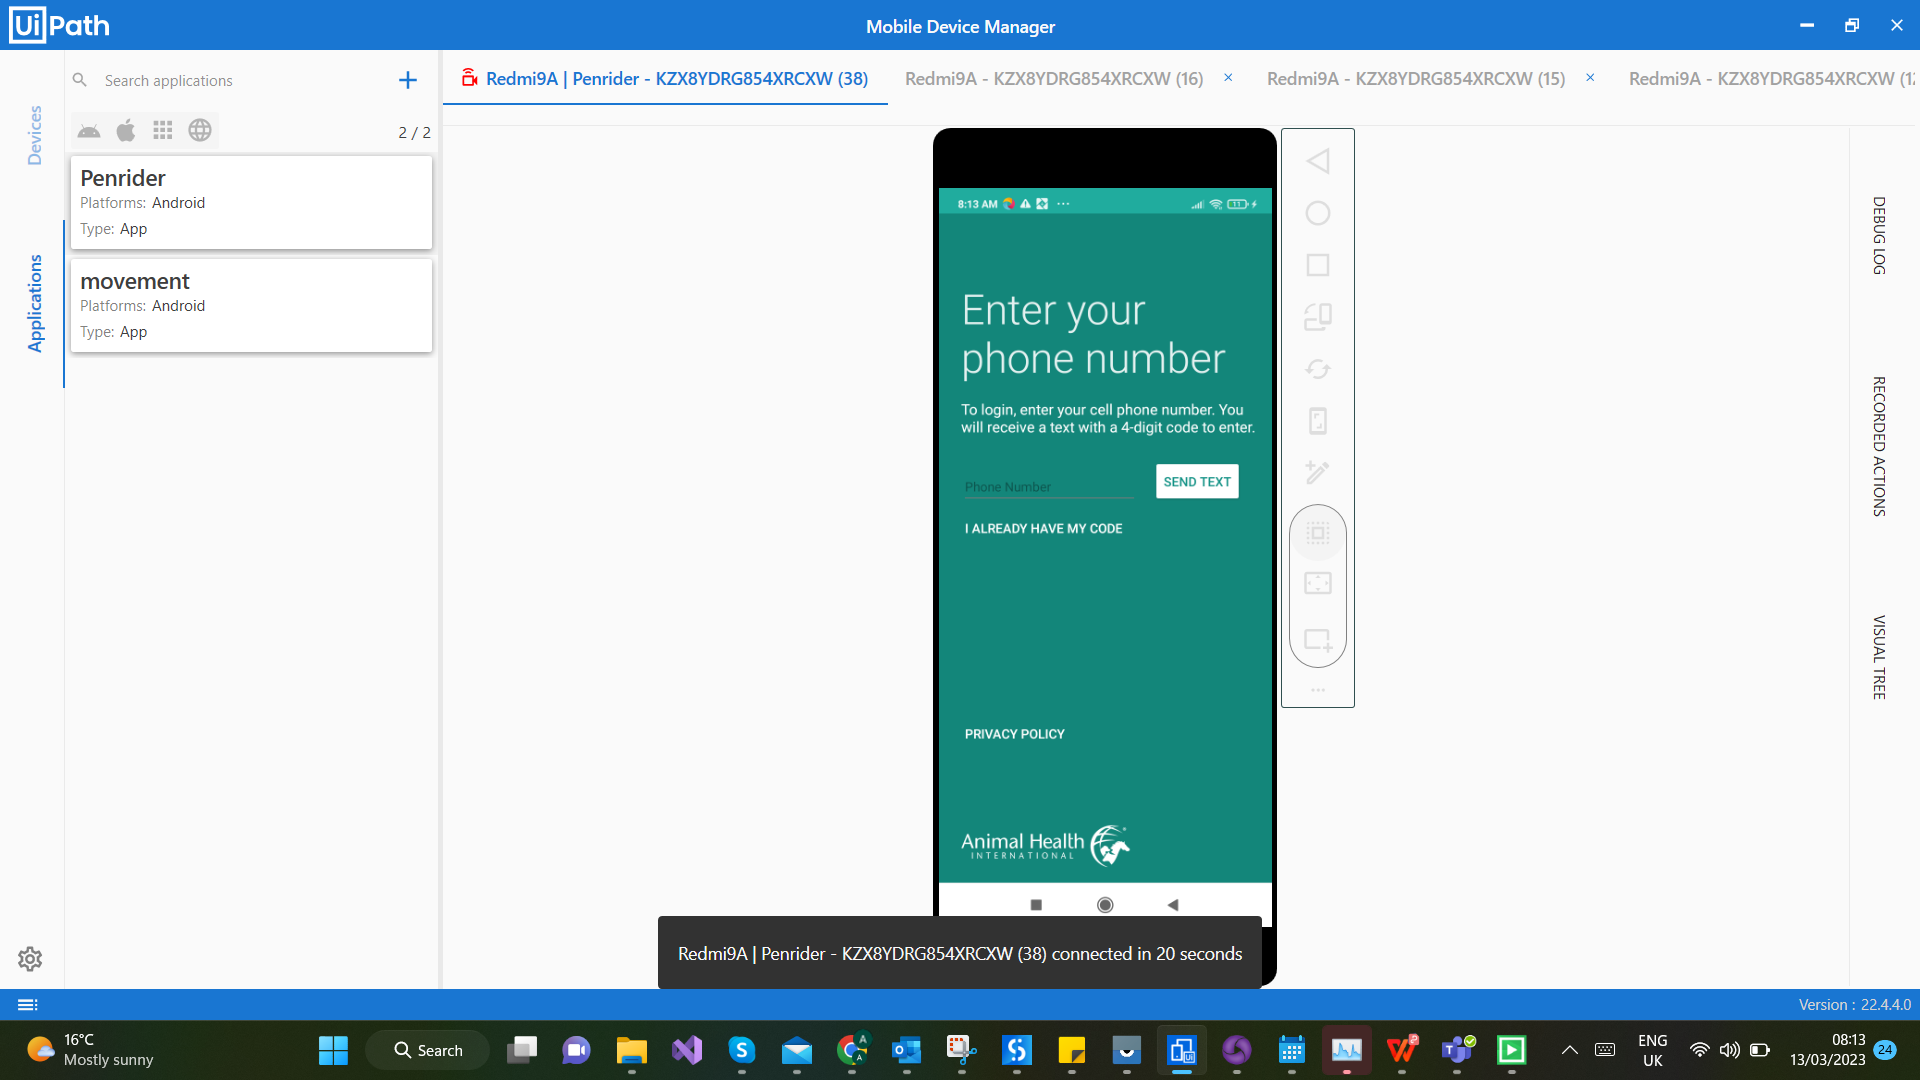 UiPath
Mobile Device Manager
Search applications
2 / 2
Devices
Applications
Penrider
Platforms: Android
Type: App
movement
Platforms: Android
Type: App
Redmi9A | Penrider - KZX8YDRG854XRCXW (38)
Redmi9A - KZX8YDRG854XRCXW (16)
Redmi9A - KZX8YDRG854XRCXW (15)
Redmi9A - KZX8YDRG854XRCXW
8:13 AM
11
Enter your
phone number
To login, enter your cell phone number. You
will receive a text with a 4-digit code to enter.
Phone Number
SEND TEXT
I ALREADY HAVE MY CODE
PRIVACY POLICY
Animal Health
INTERNATIONAL
DEBUG LOG
RECORDED ACTIONS
VISUAL TREE
Redmi9A | Penrider - KZX8YDRG854XRCXW (38) connected in 20 seconds
Version : 22.4.4.0
16°C
Mostly sunny
Search
ENG
UK
08:13
13/03/2023
24